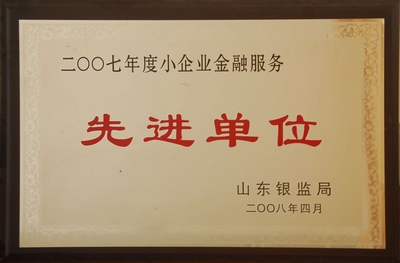 二〇〇七年度小企业金融服务
先进单位
山东银监局
二〇〇八年四月